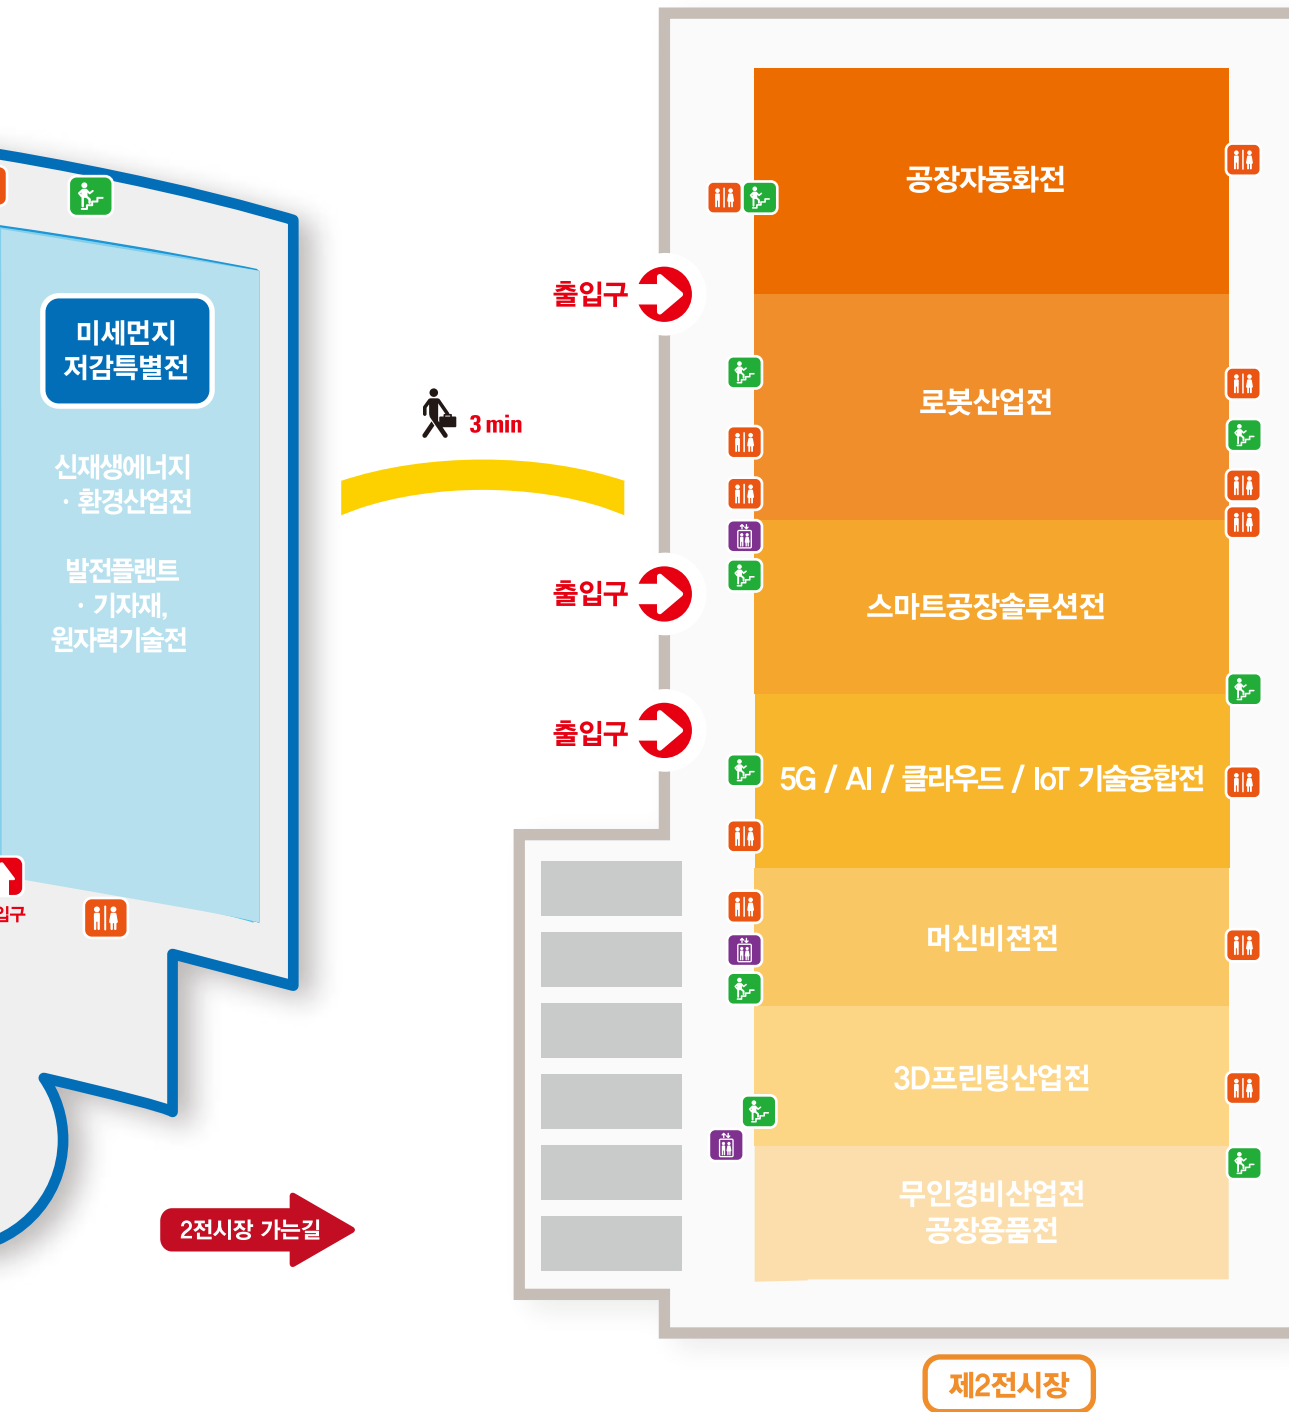 미세먼지
저감특별전
신재생에너지
· 환경산업전
발전플랜트
· 기자재,
원자력기술전
입구
2전시장 가는길
3 min
출입구
출입구
출입구
공장자동화전
로봇산업전
스마트공장솔루션전
5G / AI / 클라우드 / IoT 기술융합전
머신비젼전
3D프린팅산업전
무인경비산업전
공장용품전
제2전시장